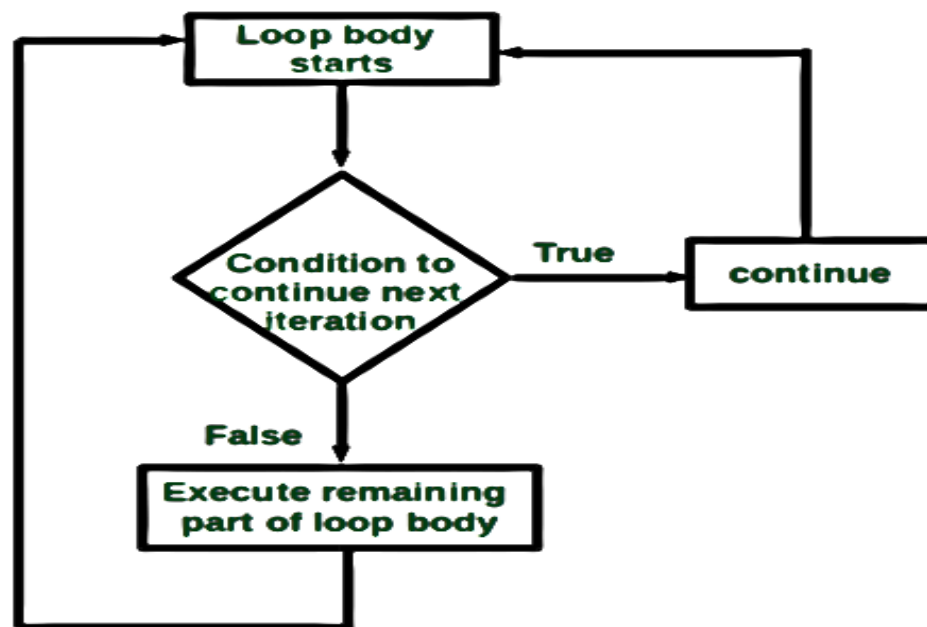 Loop body
starts
Condition to
continue next
iteration
True
continue
False
Execute remaining
part of loop body